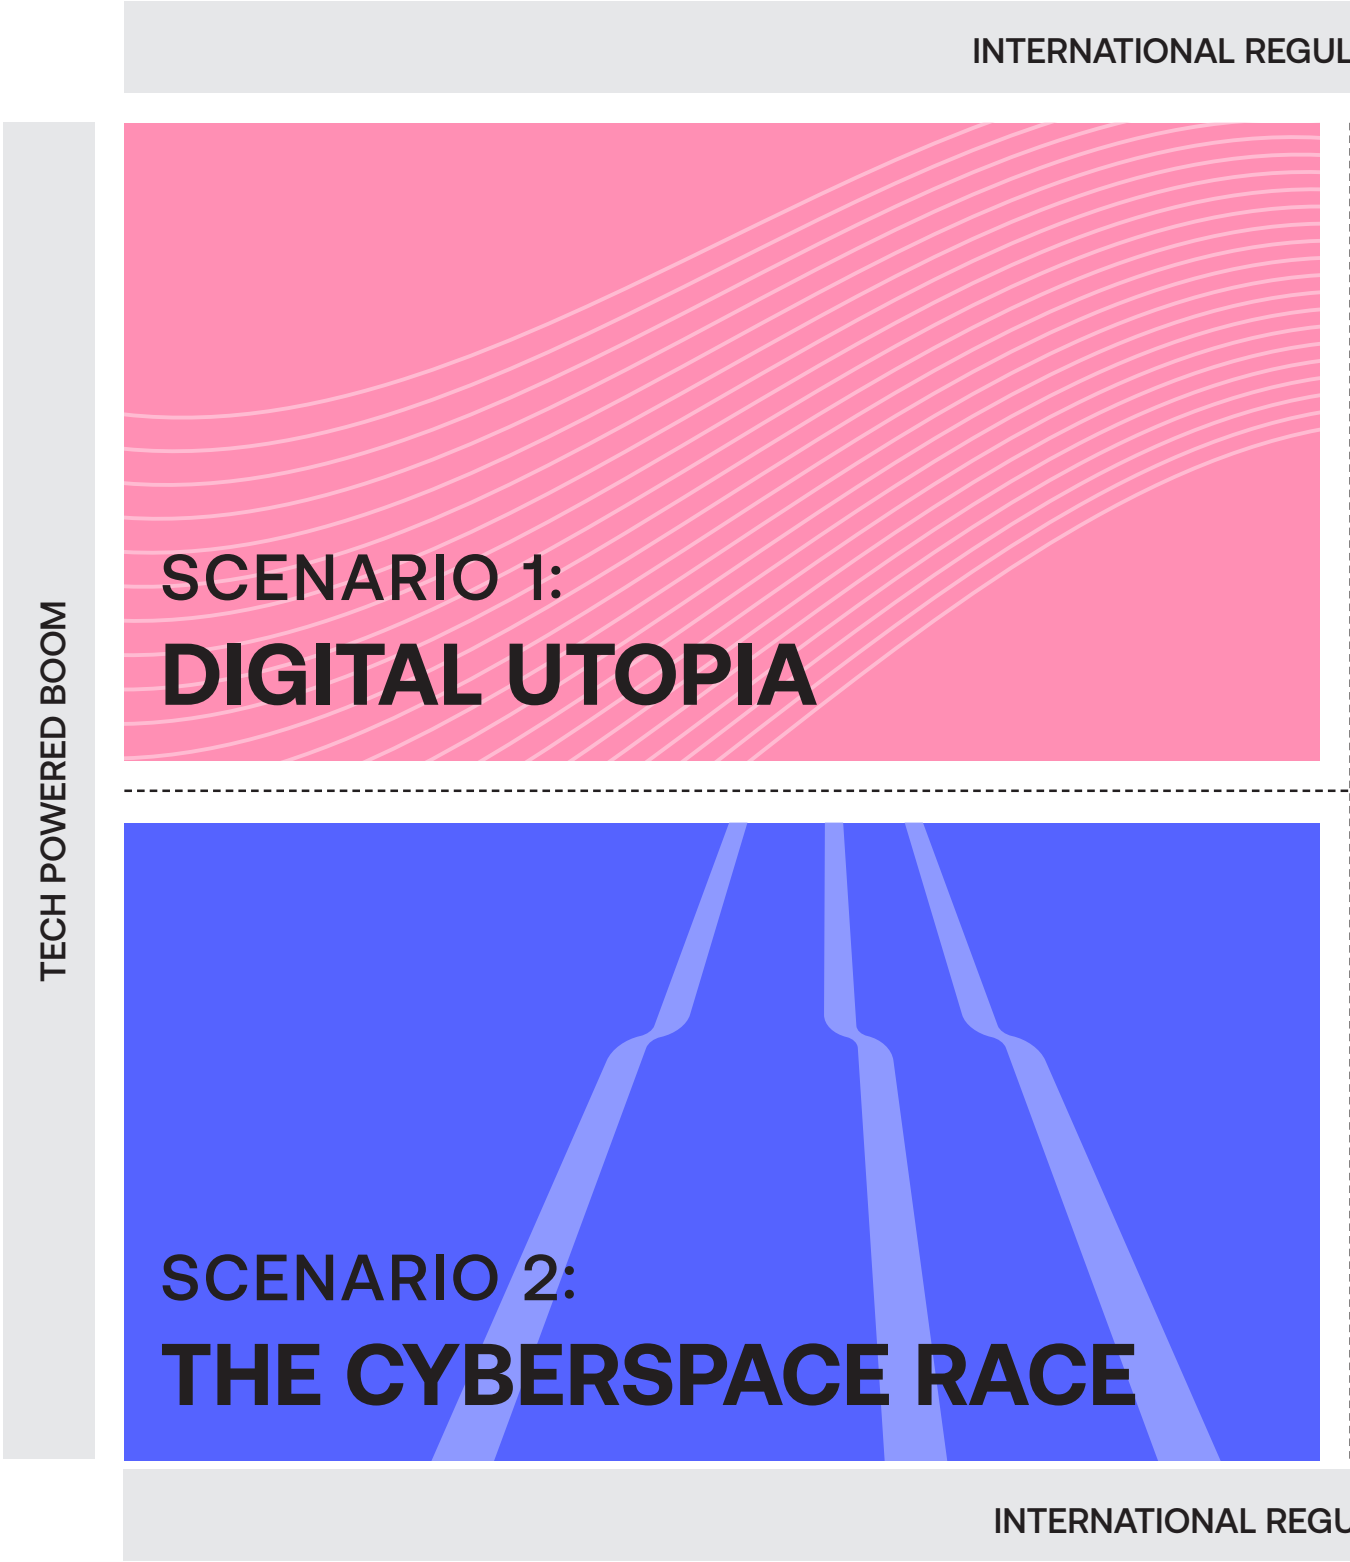 INTERNATIONAL REGUL
TECH POWERED BOOM
SCENARIO 1:
DIGITAL UTOPIA
SCENARIO 2:
THE CYBERSPACE RACE
INTERNATIONAL REGU